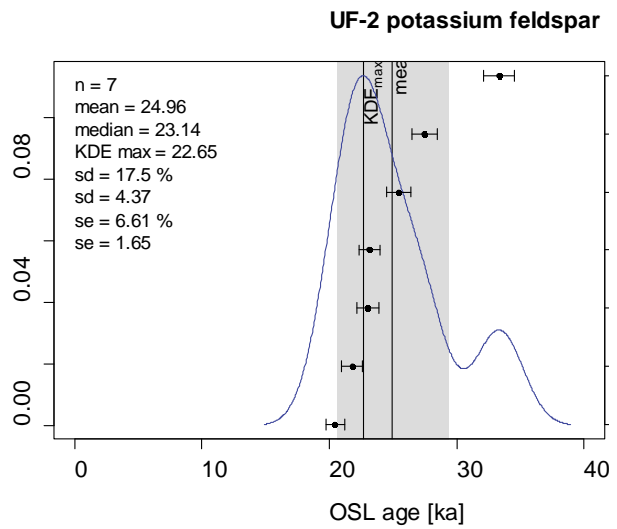 UF-2 potassium feldspar
n = 7
mean = 24.96
median = 23.14
KDE max = 22.65
sd = 17.5 %
sd = 4.37
se = 6.61 %
se = 1.65
KDEmax
mea
0.08
0.04
0.00
0 10 20 30 40
OSL age [ka]